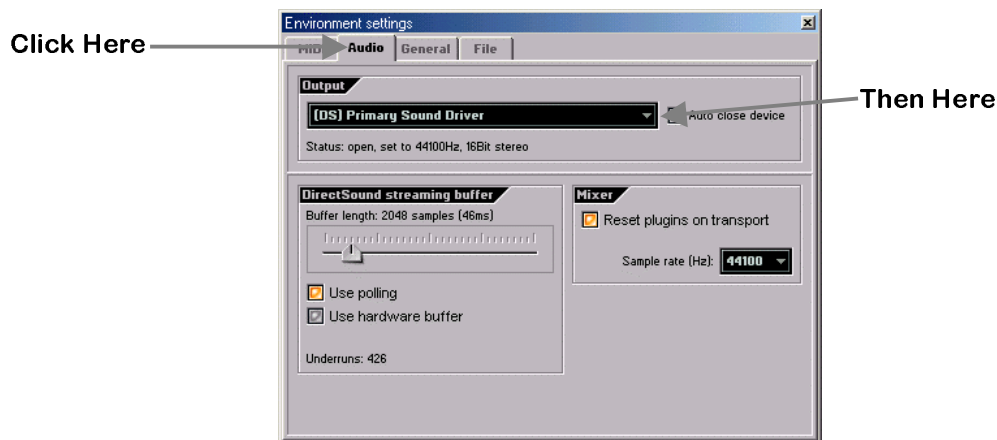 Environment settings
Click Here
Audio General File
Output
(DS) Primary Sound Driver
Auto close device
Then Here
Status: open, set to 44100Hz, 16Bit stereo
DirectSound streaming buffer
Buffer length: 2048 samples (46ms)
Use polling
Use hardware buffer
Underruns: 426
Mixer
Reset plugins on transport
Sample rate (Hz): 44100